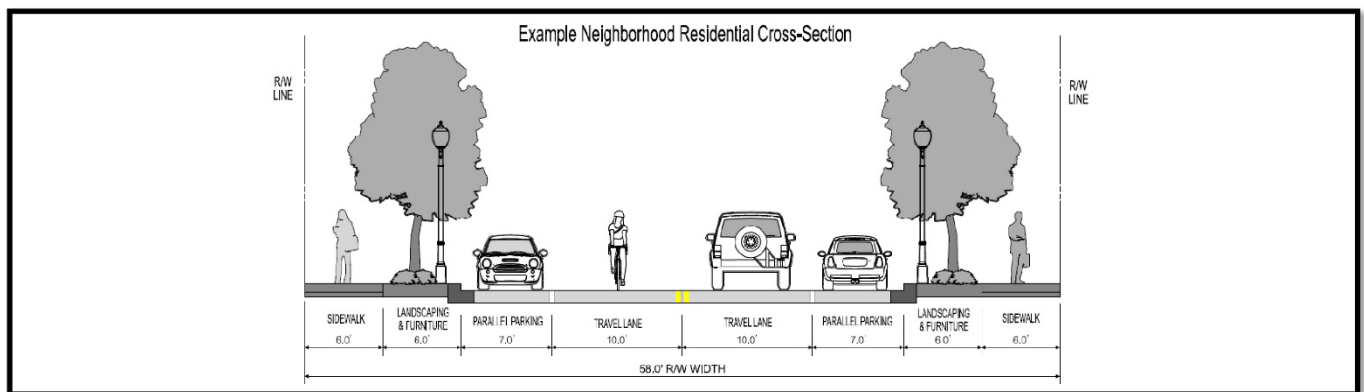 Example Neighborhood Residential Cross-Section
R/W
LINE
R/W
LINE
SIDEWALK
6.0'
LANDSCAPING
& FURNITURE
6.0'
PARALLEL PARKING
7.0'
TRAVEL LANE
10.0'
TRAVEL LANE
10.0'
PARALLEL PARKING
7.0'
LANDSCAPING
& FURNITURE
6.0'
SIDEWALK
6.0'
58.0' R/W WIDTH